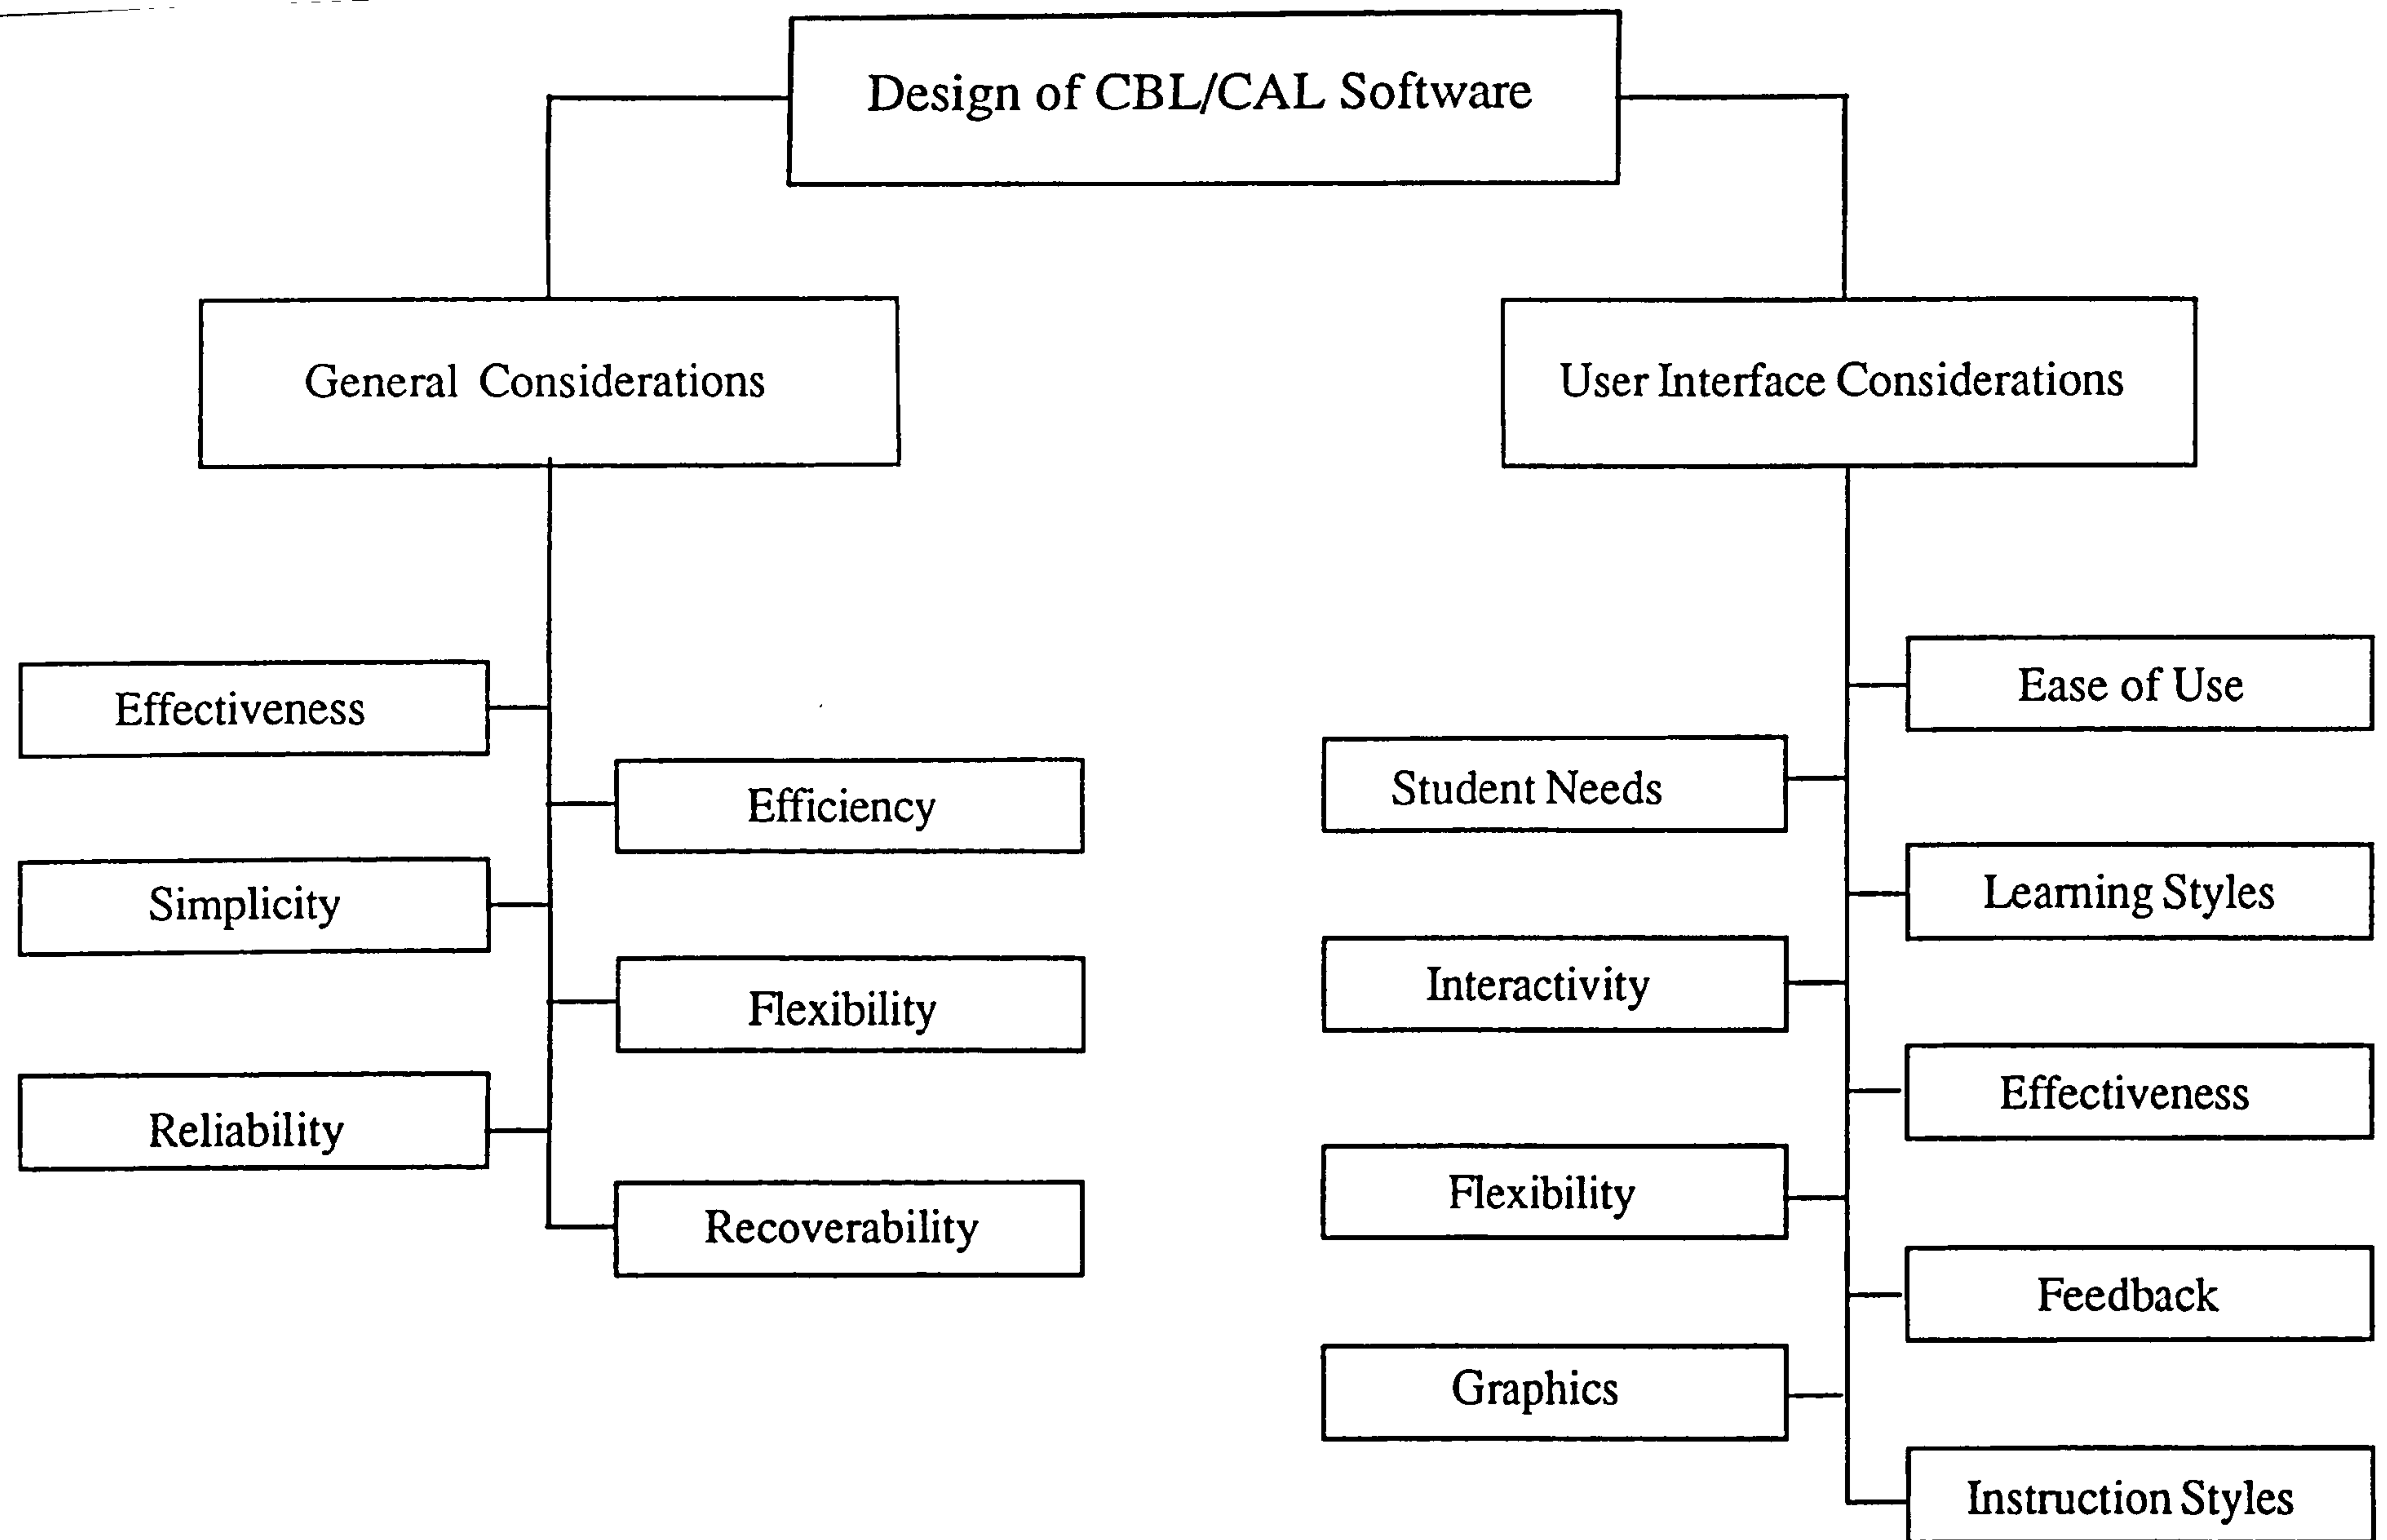 Design of CBL/CAL Software
General Considerations
User Interface Considerations
Effectiveness
Efficiency
Simplicity
Flexibility
Reliability
Recoverability
Ease of Use
Student Needs
Learning Styles
Interactivity
Effectiveness
Flexibility
Feedback
Graphics
Instruction Styles